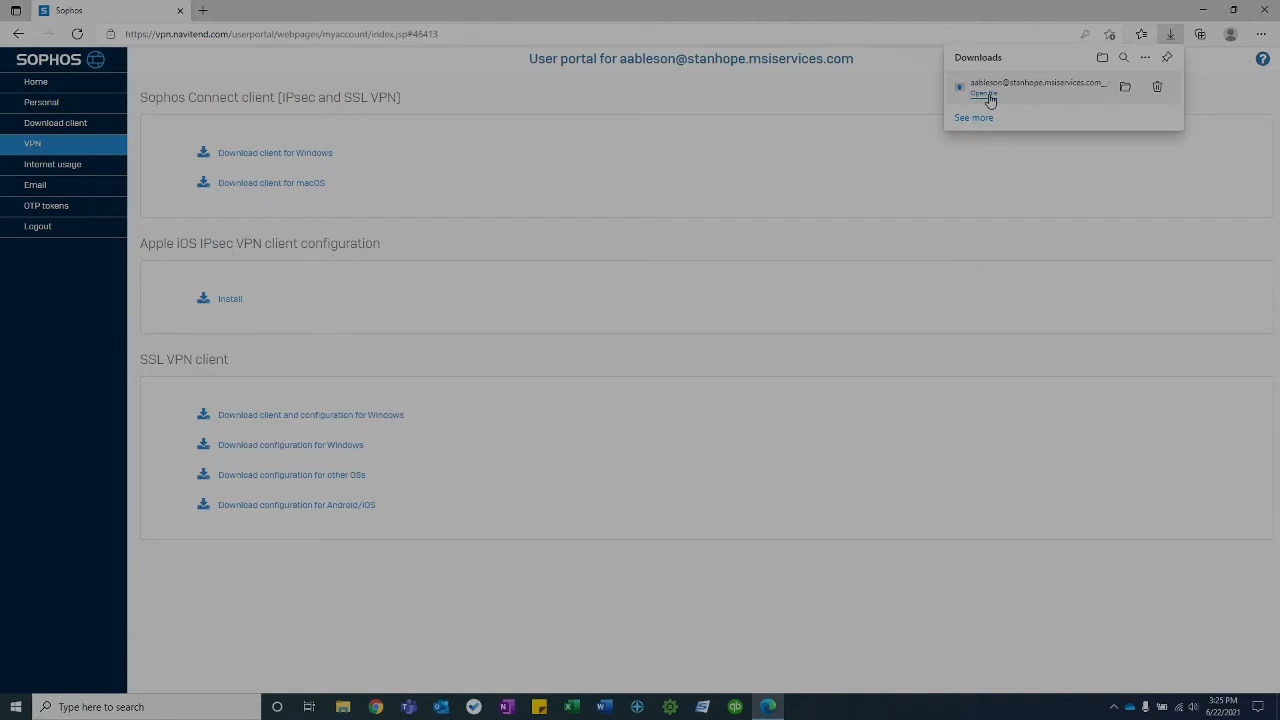 Sophos
https://vpn.navitend.com/userportal/webpages/myaccount/index.jsp#46413
SOPHOS
Home
Personal
Download client
VPN
Internet usage
Email
OTP tokens
Logout
User portal for aableson@stanhope.msiservices.com
Sophos Connect client (IPsec and SSL VPN)
Download client for Windows
Download client for macOS
Apple iOS IPsec VPN client configuration
Install
SSL VPN client
Download client and configuration for Windows
Download configuration for Windows
Download configuration for other OSs
Download configuration for Android/iOS
Downloads
aableson@stanhope.msiservices.com_
Open file
See more
Type here to search
3:25 PM
6/22/2021